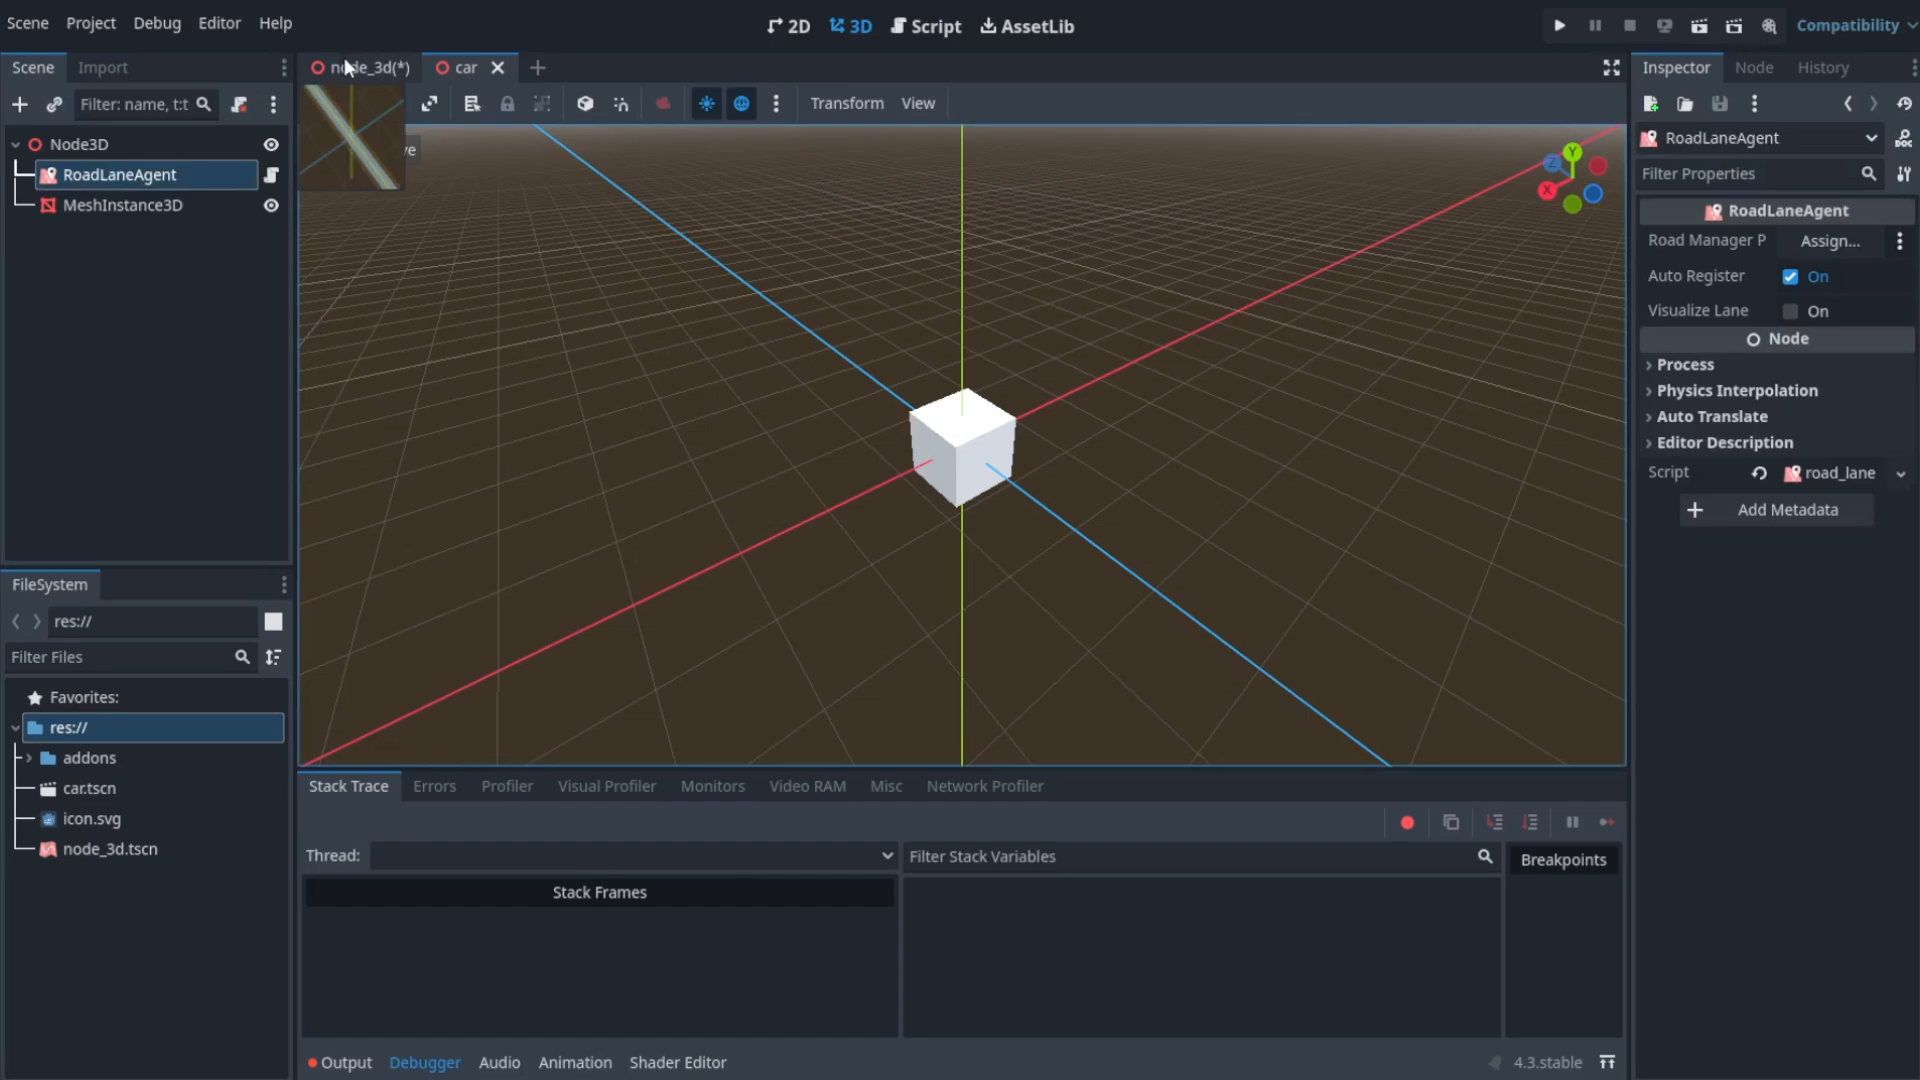 Scene Project Debug Editor Help
2D 3D Script AssetLib
Compatibility
Scene Import
node_3d(*) car
Inspector Node History
Filter: name, t:t
Transform View
Node3D
RoadLaneAgent
MeshInstance3D
ve
Y
Z
X
RoadLaneAgent
Filter Properties
RoadLaneAgent
Road Manager P Assign...
Auto Register On
Visualize Lane On
Node
Process
Physics Interpolation
Auto Translate
Editor Description
Script road_lane
Add Metadata
FileSystem
res://
Filter Files
Favorites:
res://
addons
car.tscn
icon.svg
node_3d.tscn
Stack Trace Errors Profiler Visual Profiler Monitors Video RAM Misc Network Profiler
Thread: Filter Stack Variables Breakpoints
Stack Frames
Output Debugger Audio Animation Shader Editor 4.3.stable